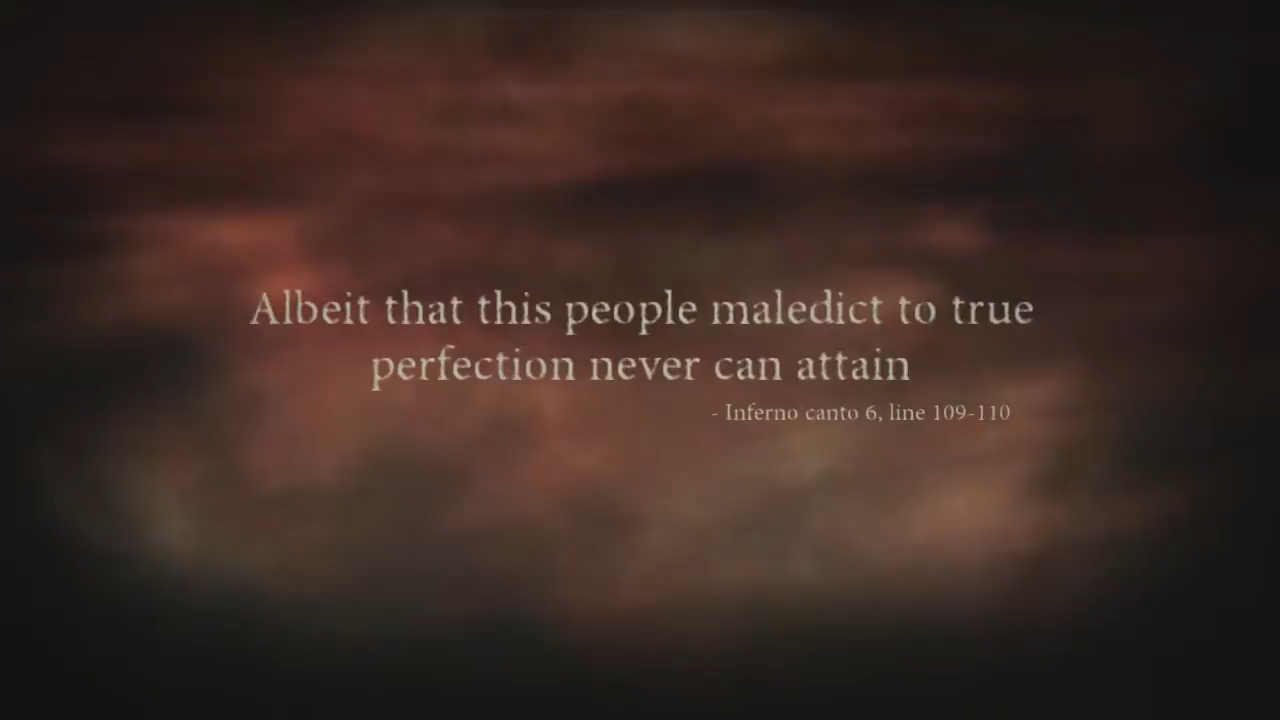 Albeit that this people maledict to true
perfection never can attain
- Inferno canto 6, line 109-110